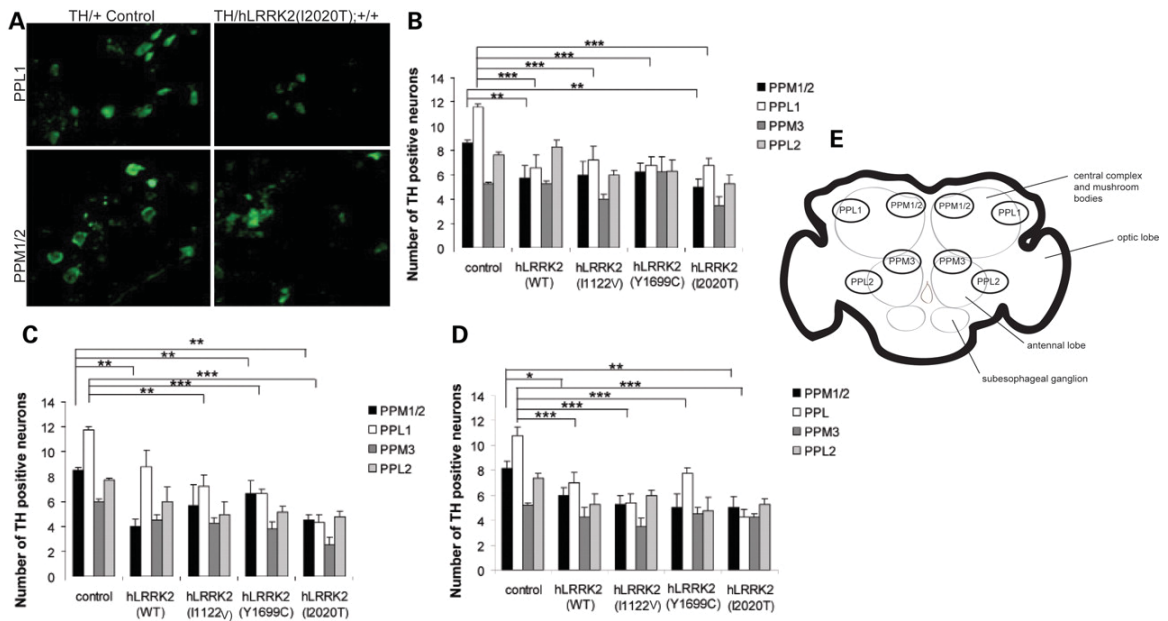 A
TH/+ Control
TH/hLRRK2(I2020T);+/+
PPL1
PPM1/2
B
***
***
***
***
**
**
Number of TH positive neurons
14
12
10
8
6
4
2
0
control
hLRRK2
(WT)
hLRRK2
(I1122V)
hLRRK2
(Y1699C)
hLRRK2
(I2020T)
PPM1/2
PPL1
PPM3
PPL2
E
PPL1
PPM1/2
PPM1/2
PPL1
PPM3
PPM3
PPL2
PPL2
central complex
and mushroom
bodies
optic lobe
antennal lobe
subesophageal ganglion
C
**
**
**
***
***
**
Number of TH positive neurons
14
12
10
8
6
4
2
0
control
hLRRK2
(WT)
hLRRK2
(I1122V)
hLRRK2
(Y1699C)
hLRRK2
(I2020T)
PPM1/2
PPL1
PPM3
PPL2
D
**
*
***
***
***
***
Number of TH positive neurons
14
12
10
8
6
4
2
0
control
hLRRK2
(WT)
hLRRK2
(I1122V)
hLRRK2
(Y1699C)
hLRRK2
(I2020T)
PPM1/2
PPL
PPM3
PPL2